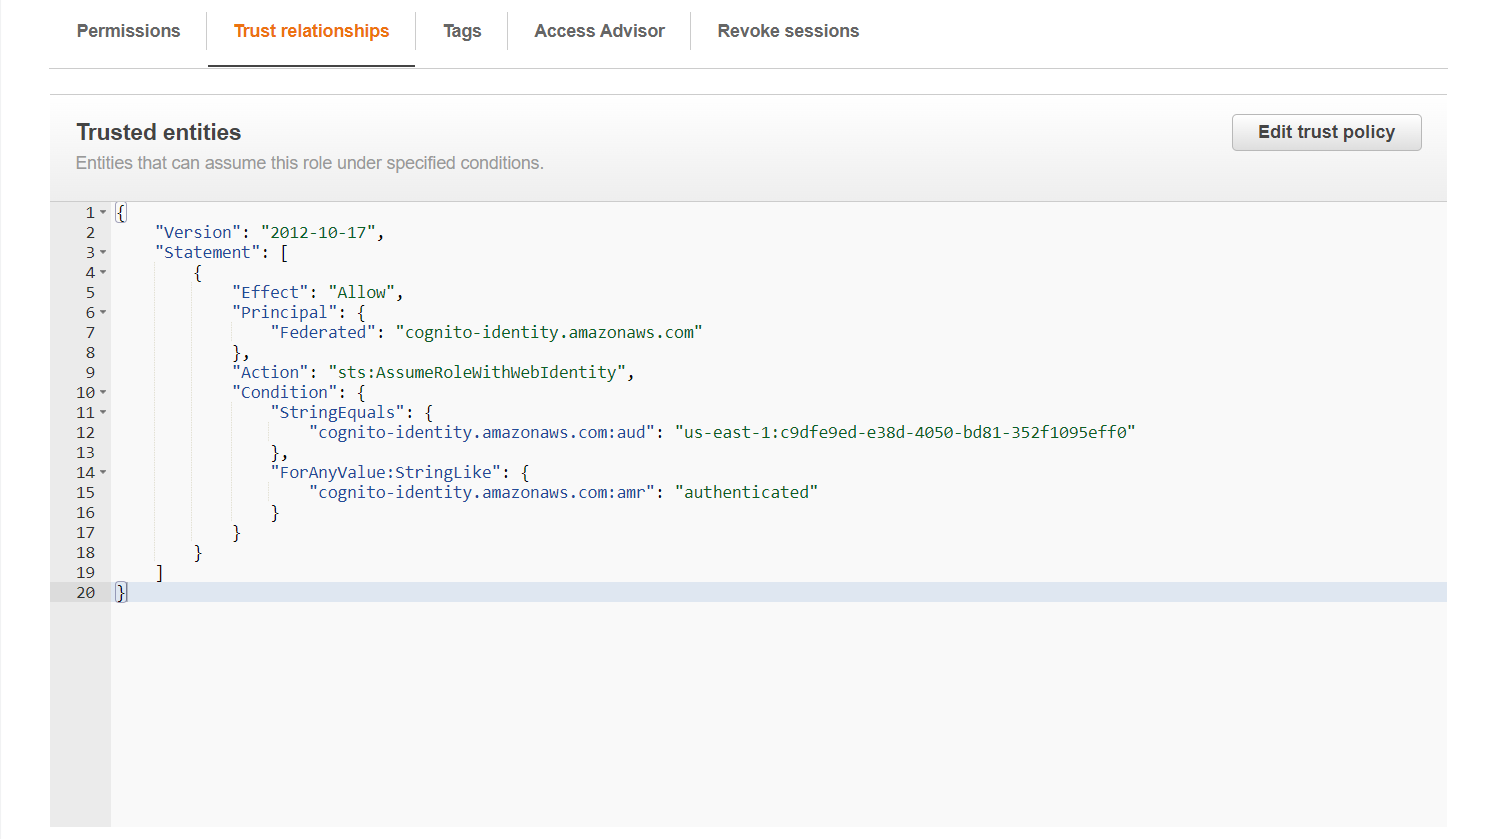 Permissions Trust relationships Tags Access Advisor Revoke sessions
Trusted entities
Edit trust policy
Entities that can assume this role under specified conditions.
1 {
2 "Version": "2012-10-17",
3 "Statement": [
4 {
5 "Effect": "Allow",
6 "Principal": {
7 "Federated": "cognito-identity.amazonaws.com"
8 },
9 "Action": "sts:AssumeRoleWithWebIdentity",
10 "Condition": {
11 "StringEquals": {
12 "cognito-identity.amazonaws.com:aud": "us-east-1:c9dfe9ed-e38d-4050-bd81-352f1095eff0"
13 },
14 "ForAnyValue:StringLike": {
15 "cognito-identity.amazonaws.com:amr": "authenticated"
16 }
17 }
18 }
19 ]
20 }